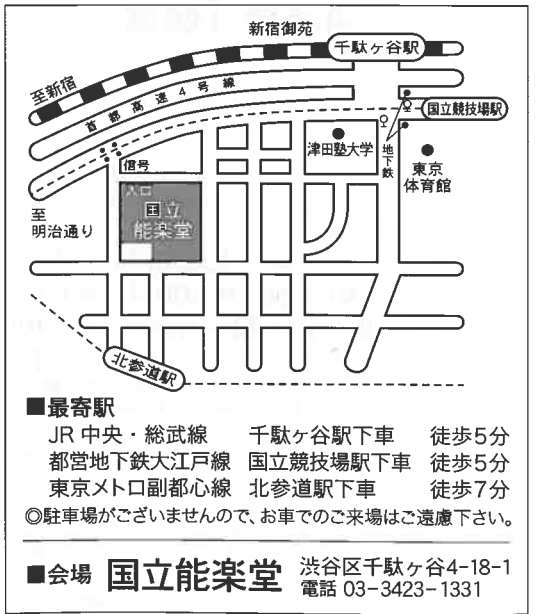 新宿御苑
千駄ヶ谷駅
至新宿
首都高速4号線
国立競技場駅
津田塾大学
地下鉄
東京
体育館
信号
入口
国立
能楽堂
至
明治通り
北参道駅
■最寄駅
JR 中央・総武線 千駄ヶ谷駅下車 徒歩5分
都営地下鉄大江戸線 国立競技場駅下車 徒歩5分
東京メトロ副都心線 北参道駅下車 徒歩7分
◎駐車場がございませんので、お車でのご来場はご遠慮下さい。
■会場 国立能楽堂 渋谷区千駄ヶ谷4-18-1
電話 03-3423-1331